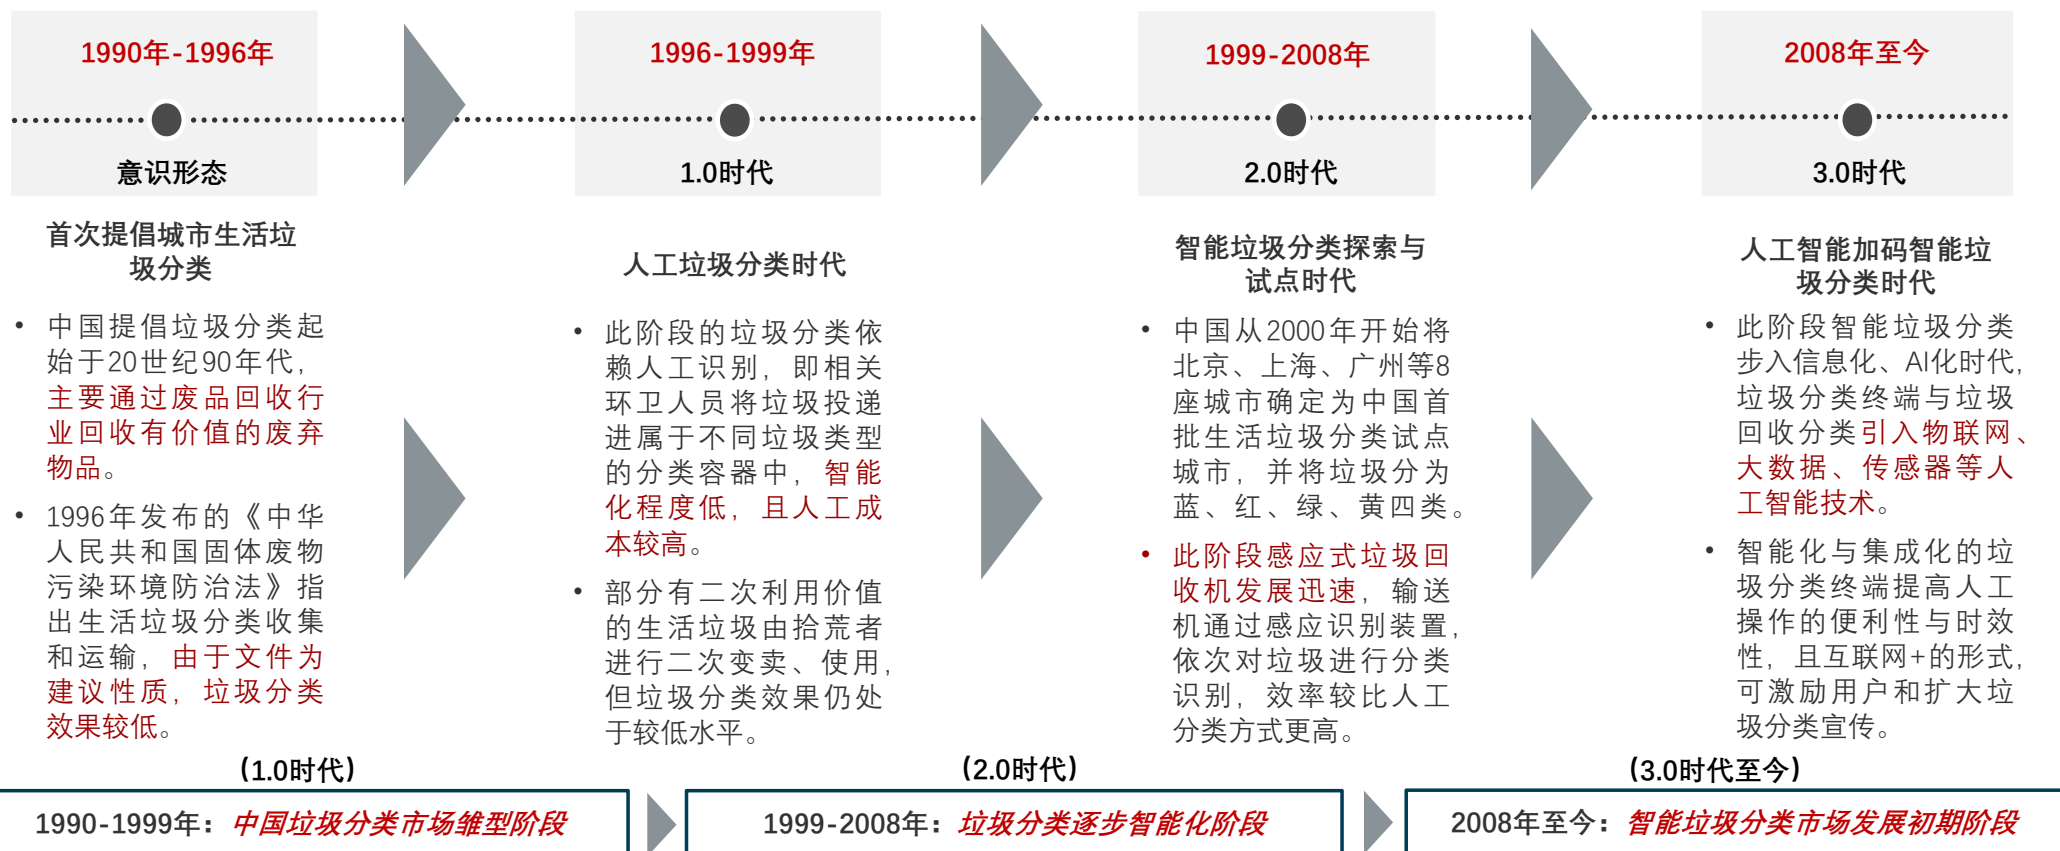 1990年-1996年
意识形态
首次提倡城市生活垃
圾分类
• 中国提倡垃圾分类起
始于20世纪90年代，
主要通过废品回收行
业回收有价值的废弃
物品。
• 1996年发布的《中华
人民共和国固体废物
污染环境防治法》指
出生活垃圾分类收集
和运输，由于文件为
建议性质，垃圾分类
效果较低。
1996-1999年
1.0时代
人工垃圾分类时代
• 此阶段的垃圾分类依
赖人工识别，即相关
环卫人员将垃圾投递
进属于不同垃圾类型
的分类容器中，智能
化程度低，且人工成
本较高。
• 部分有二次利用价值
的生活垃圾由拾荒者
进行二次变卖、使用，
但垃圾分类效果仍处
于较低水平。
1999-2008年
2.0时代
智能垃圾分类探索与
试点时代
• 中国从2000年开始将
北京、上海、广州等8
座城市确定为中国首
批生活垃圾分类试点
城市，并将垃圾分为
蓝、红、绿、黄四类。
• 此阶段感应式垃圾回
收机发展迅速，输送
机通过感应识别装置，
依次对垃圾进行分类
识别，效率较比人工
分类方式更高。
2008年至今
3.0时代
人工智能加码智能垃
圾分类时代
• 此阶段智能垃圾分类
步入信息化、AI化时代，
垃圾分类终端与垃圾
回收分类引入物联网、
大数据、传感器等人
工智能技术。
• 智能化与集成化的垃
圾分类终端提高人工
操作的便利性与时效
性，且互联网+的形式，
可激励用户和扩大垃
圾分类宣传。
(1.0时代)
1990-1999年：中国垃圾分类市场雏型阶段
(2.0时代)
1999-2008年：垃圾分类逐步智能化阶段
(3.0时代至今)
2008年至今：智能垃圾分类市场发展初期阶段